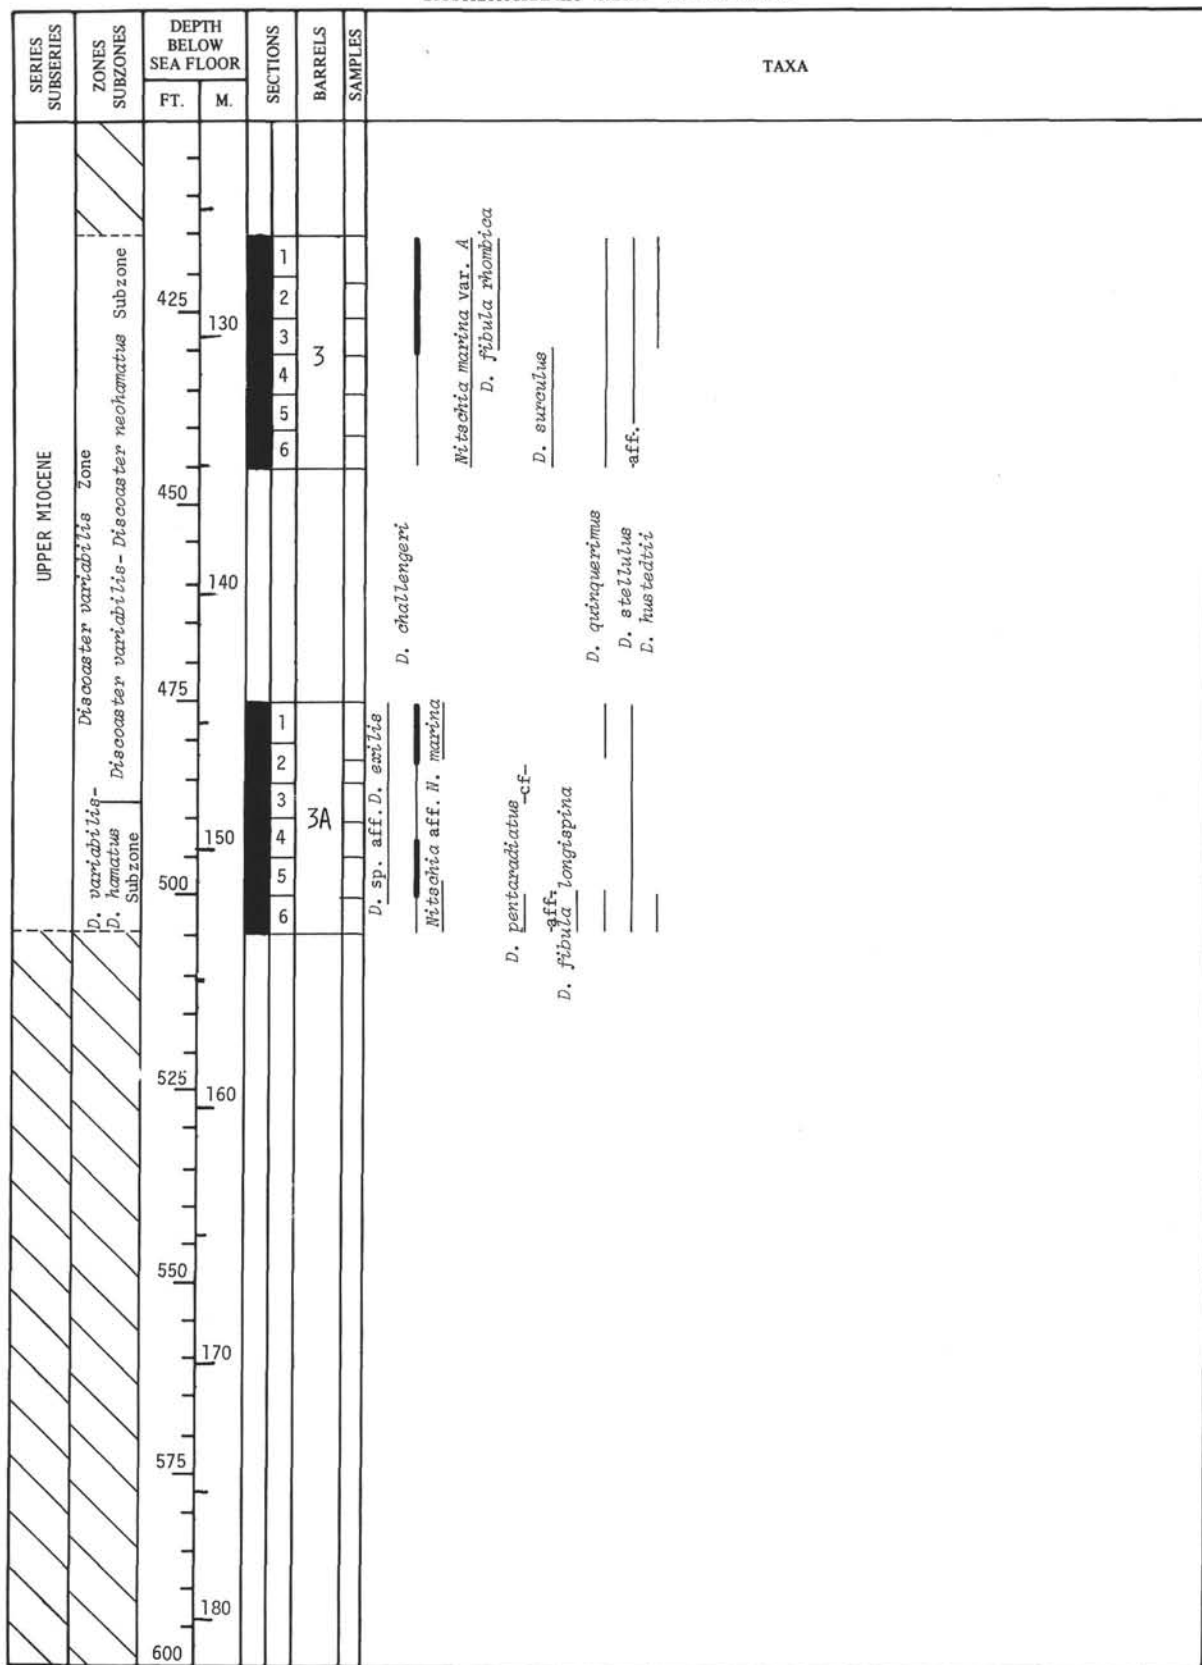 SERIES
SUBSERIES
ZONES
SUBZONES
DEPTH
BELOW
SEA FLOOR
FT.
M.
SECTIONS
BARRELS
SAMPLES
TAXA
UPPER MIOCENE
Discoaster variabilis Zone
Discoaster variabilis- Discoaster neohamatus Subzone
D. variabilis-
D. hamatus
Subzone
425
450
475
500
525
550
575
600
130
140
150
160
170
180
1
2
3
4
5
6
3
1
2
3
4
5
6
3A
D. sp. aff. D. exilis
D. challengeri
Nitschia aff. N. marina
Nitschia marina var. A
D. fibula rhombica
D. pentaradiatus -cf-
D. surculus
-aff-
D. fibula longispina
D. quinquerimus
D. stellulus
-aff.-
D. hustedtii